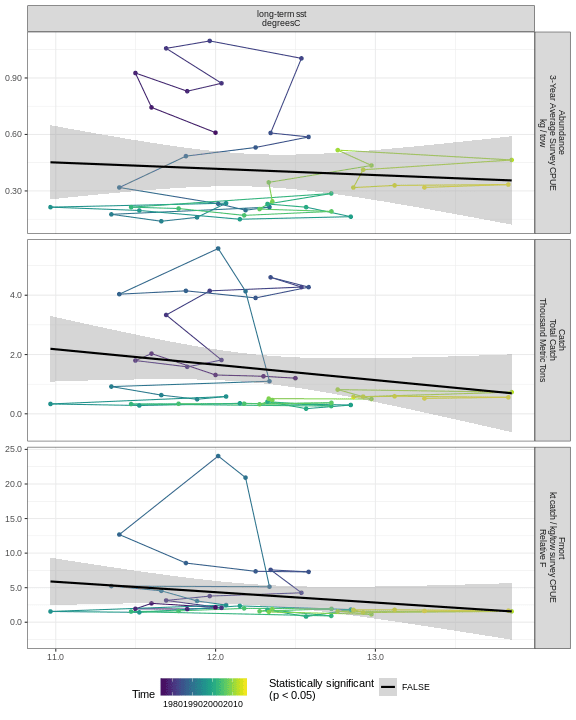 long-term sst
degreesC
0.90
0.60
0.30
Abundance
3-Year Average Survey CPUE
kg / tow
4.0
2.0
0.0
Catch
Total Catch
Thousand Metric Tons
25.0
20.0
15.0
10.0
5.0
0.0
Fmort
kt catch / kg/tow survey CPUE
Relative F
11.0 12.0 13.0
Time
1980199020002010
Statistically significant
(p < 0.05)
FALSE